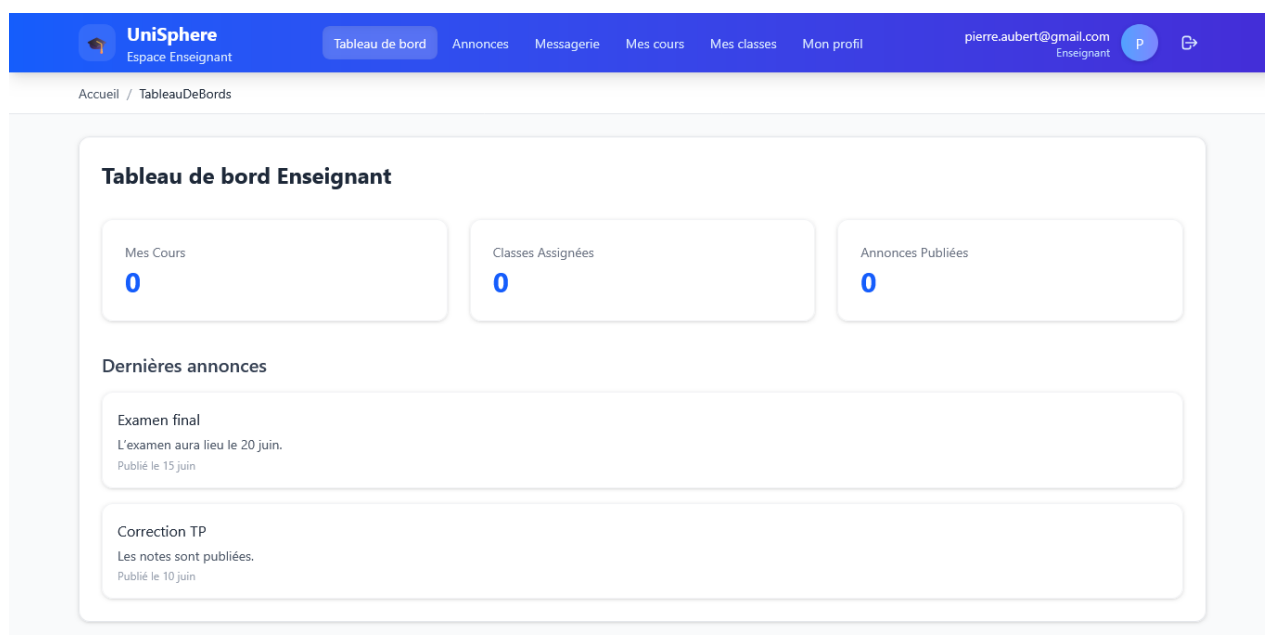 UniSphere
Espace Enseignant
Tableau de bord
Annonces
Messagerie
Mes cours
Mes classes
Mon profil
pierre.aubert@gmail.com
Enseignant
P
Accueil / TableauDeBords
Tableau de bord Enseignant
Mes Cours
0
Classes Assignées
0
Annonces Publiées
0
Dernières annonces
Examen final
L'examen aura lieu le 20 juin.
Publié le 15 juin
Correction TP
Les notes sont publiées.
Publié le 10 juin